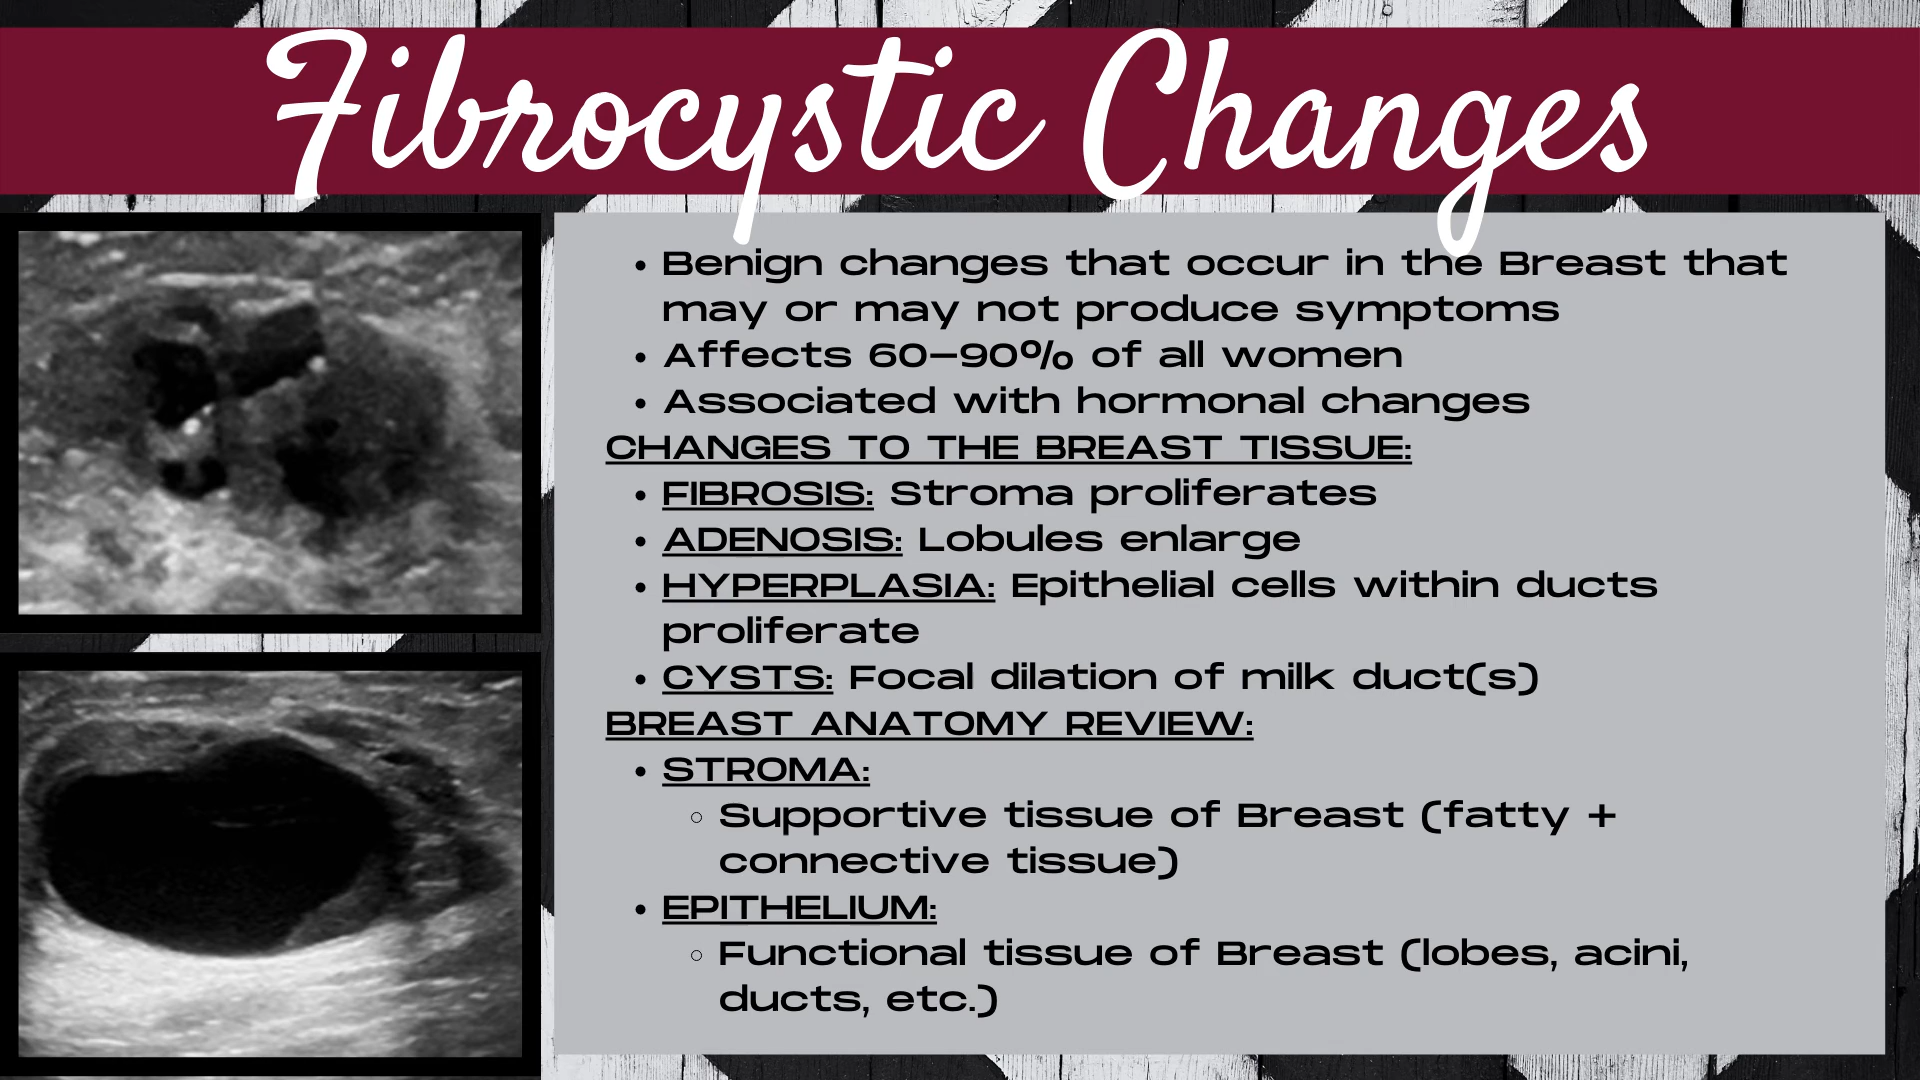 Fibrocystic Changes
• Benign changes that occur in the Breast that
may or may not produce symptoms
• Affects 60-90% of all women
• Associated with hormonal changes
CHANGES TO THE BREAST TISSUE:
• FIBROSIS: Stroma proliferates
• ADENOSIS: Lobules enlarge
• HYPERPLASIA: Epithelial cells within ducts
proliferate
• CYSTS: Focal dilation of milk duct(s)
BREAST ANATOMY REVIEW:
• STROMA:
◦ Supportive tissue of Breast (fatty +
connective tissue)
• EPITHELIUM:
◦ Functional tissue of Breast (lobes, acini,
ducts, etc.)